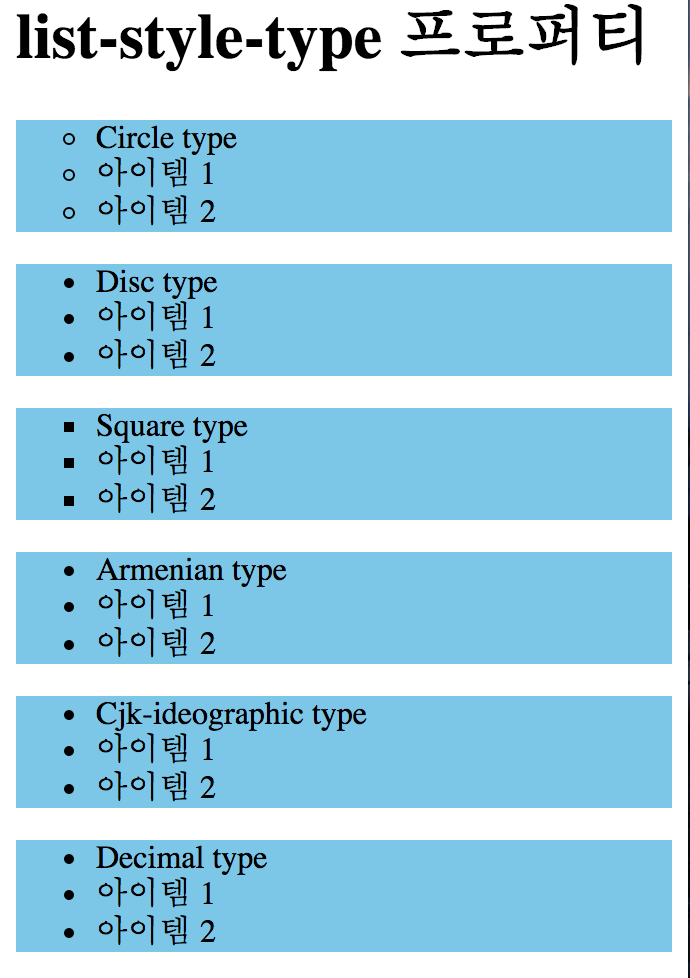 list-style-type 프로퍼티
Circle type
아이템 1
아이템 2
Disc type
아이템 1
아이템 2
Square type
아이템 1
아이템 2
Armenian type
아이템 1
아이템 2
Cjk-ideographic type
아이템 1
아이템 2
Decimal type
아이템 1
아이템 2